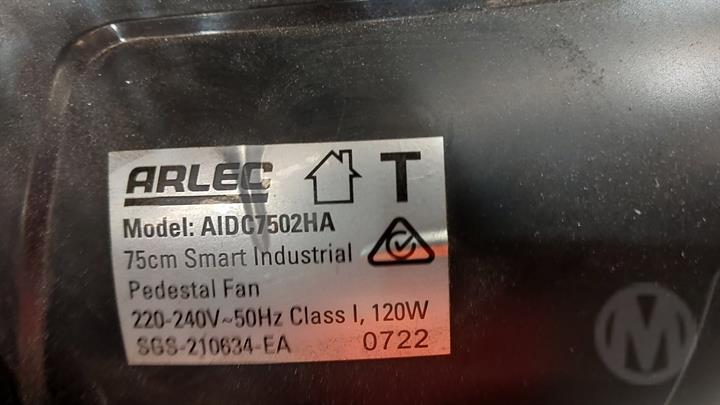 ARLEC T
Model: AIDC7502HA
75cm Smart Industrial
Pedestal Fan
220-240V~50Hz Class I, 120W
SGS-210634-EA 0722
M